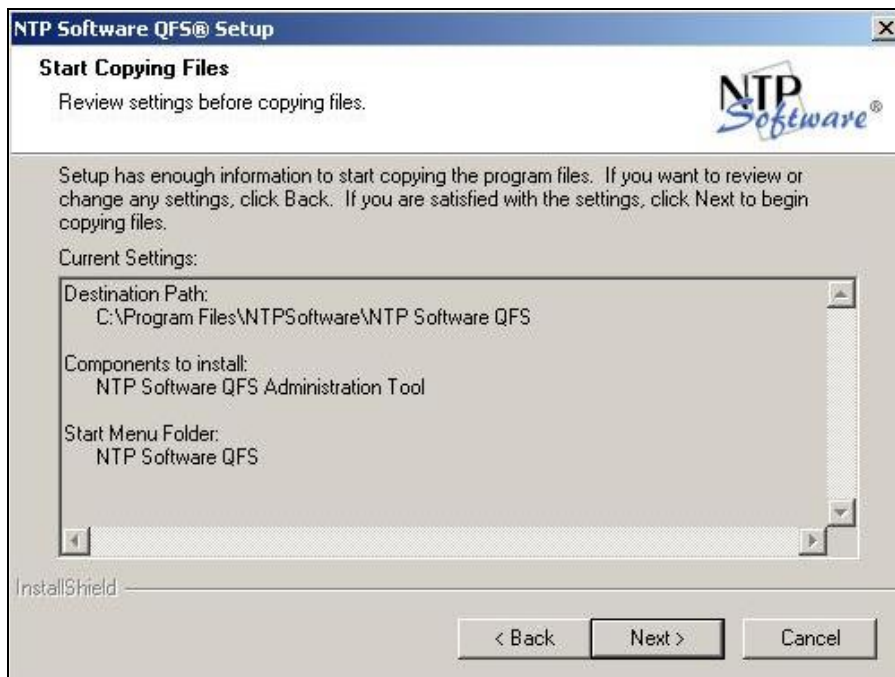 NTP Software QFS® Setup
Start Copying Files
Review settings before copying files.
NTP
Software®
Setup has enough information to start copying the program files. If you want to review or
change any settings, click Back. If you are satisfied with the settings, click Next to begin
copying files.
Current Settings:
Destination Path:
C:\Program Files\NTPSoftware\NTP Software QFS
Components to install:
NTP Software QFS Administration Tool
Start Menu Folder:
NTP Software QFS
InstallShield
< Back
Next >
Cancel